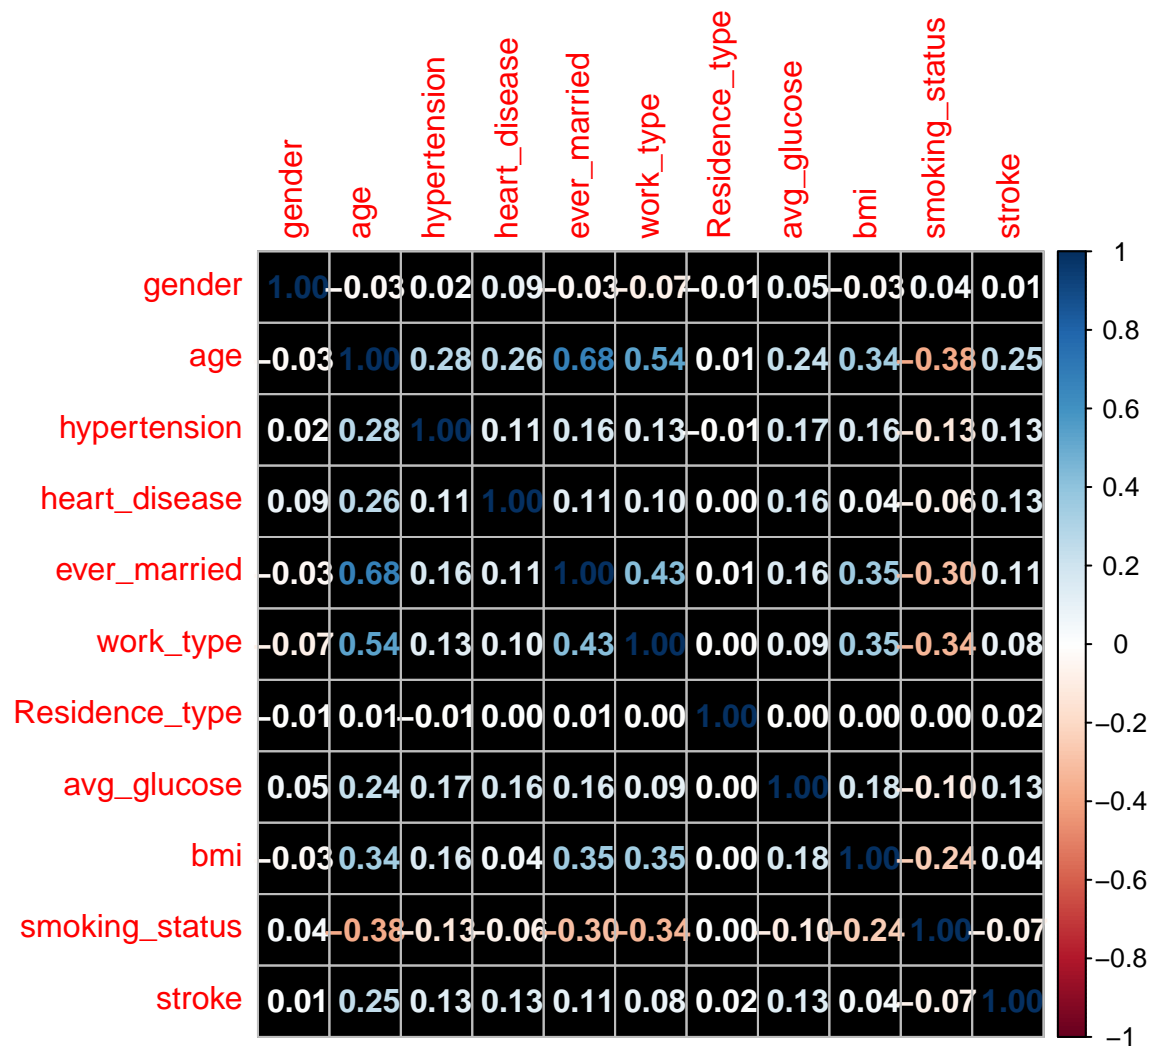 gender age hypertension heart_disease ever_married work_type Residence_type avg_glucose bmi smoking_status stroke
gender 1.00 −0.03 0.02 0.09 −0.03 −0.07 −0.01 0.05 −0.03 0.04 0.01
age −0.03 1.00 0.28 0.26 0.68 0.54 0.01 0.24 0.34 −0.38 0.25
hypertension 0.02 0.28 1.00 0.11 0.16 0.13 −0.01 0.17 0.16 −0.13 0.13
heart_disease 0.09 0.26 0.11 1.00 0.11 0.10 0.00 0.16 0.04 −0.06 0.13
ever_married −0.03 0.68 0.16 0.11 1.00 0.43 0.01 0.16 0.35 −0.30 0.11
work_type −0.07 0.54 0.13 0.10 0.43 1.00 0.00 0.09 0.35 −0.34 0.08
Residence_type −0.01 0.01 −0.01 0.00 0.01 0.00 1.00 0.00 0.00 0.00 0.02
avg_glucose 0.05 0.24 0.17 0.16 0.16 0.09 0.00 1.00 0.18 −0.10 0.13
bmi −0.03 0.34 0.16 0.04 0.35 0.35 0.00 0.18 1.00 −0.24 0.04
smoking_status 0.04 −0.38 −0.13 −0.06 −0.30 −0.34 0.00 −0.10 −0.24 1.00 −0.07
stroke 0.01 0.25 0.13 0.13 0.11 0.08 0.02 0.13 0.04 −0.07 1.00
1
0.8
0.6
0.4
0.2
0
−0.2
−0.4
−0.6
−0.8
−1